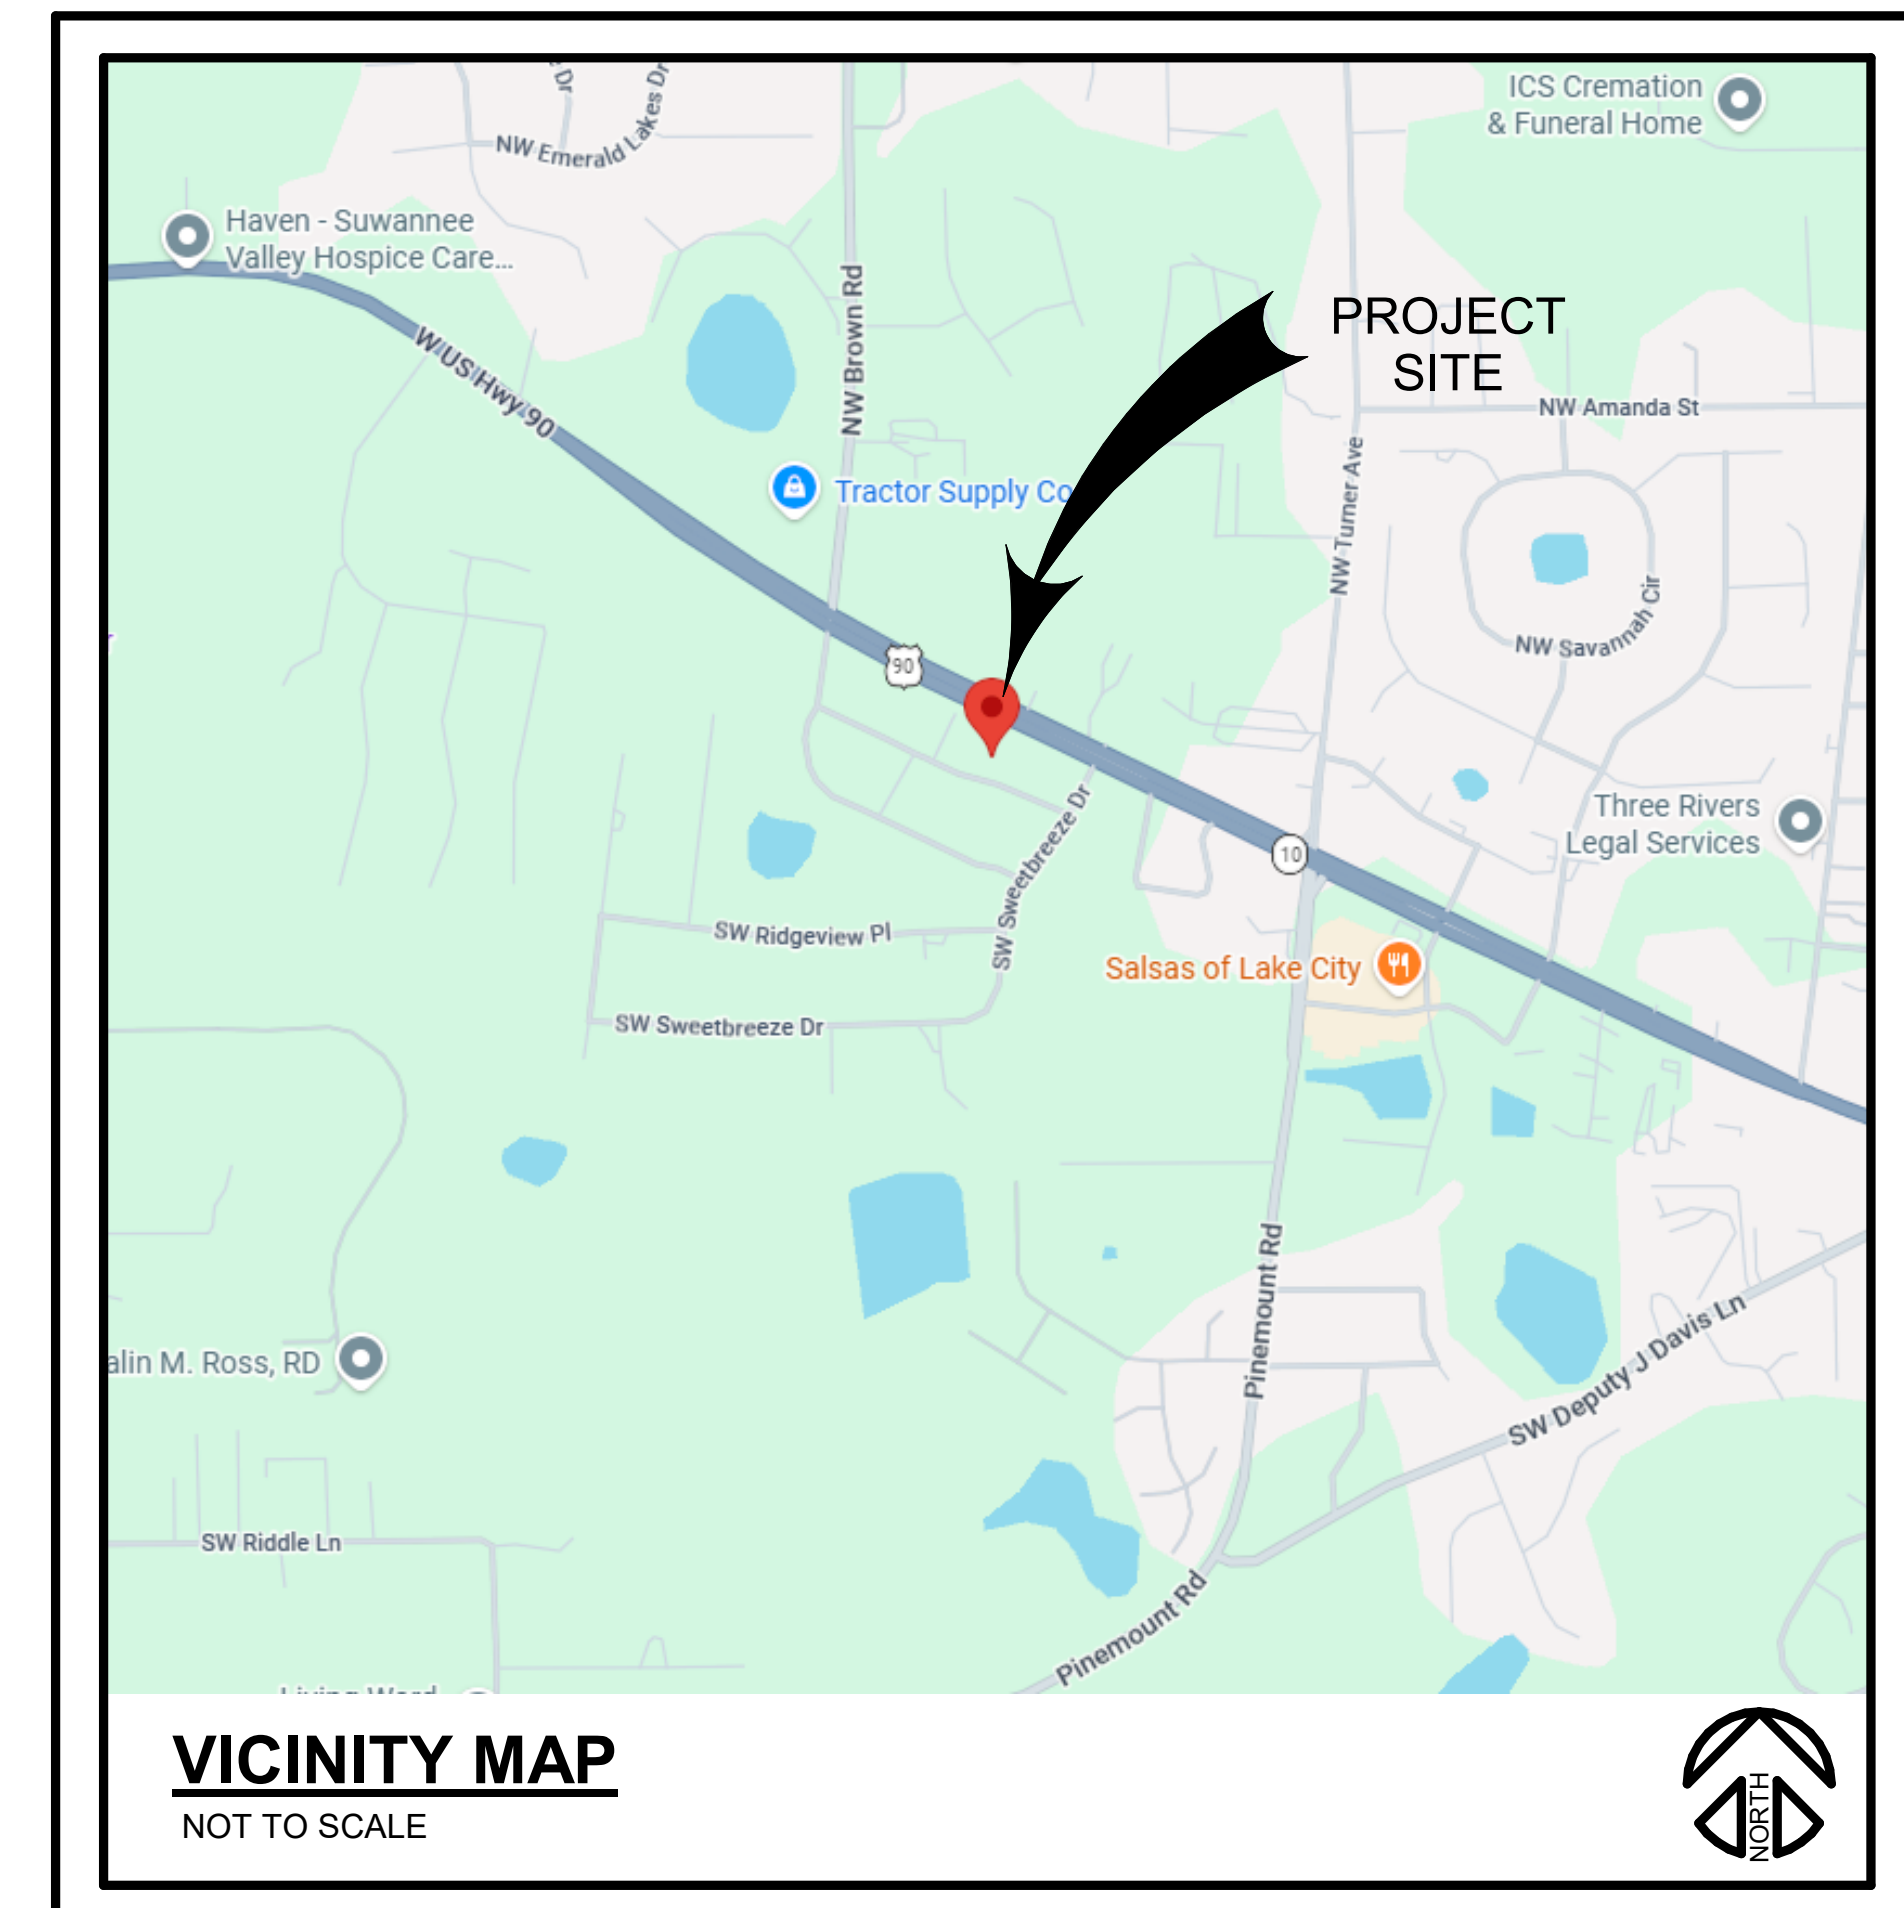 e Dr
NW Emerald Lakes Dr
ICS Cremation
& Funeral Home
Haven - Suwannee
Valley Hospice Care...
W US Hwy 90
NW Brown Rd
PROJECT
SITE
NW Amanda St
Tractor Supply Co
NW Turner Ave
NW Savannah Cir
90
Three Rivers
Legal Services
10
SW Sweetbreeze Dr
SW Ridgeview Pl
Salsas of Lake City
SW Sweetbreeze Dr
Pinemount Rd
SW Deputy J Davis Ln
alin M. Ross, RD
SW Riddle Ln
Pinemount Rd
VICINITY MAP
NOT TO SCALE
NORTH